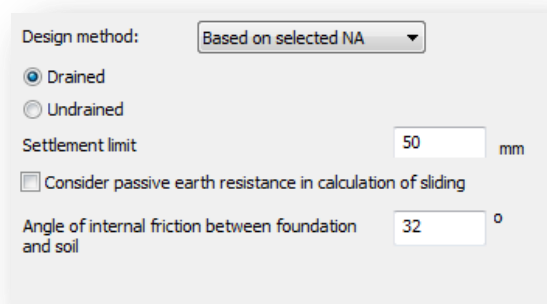 Design method: Based on selected NA
Drained
Undrained
Settlement limit 50 mm
Consider passive earth resistance in calculation of sliding
Angle of internal friction between foundation 32 °
and soil